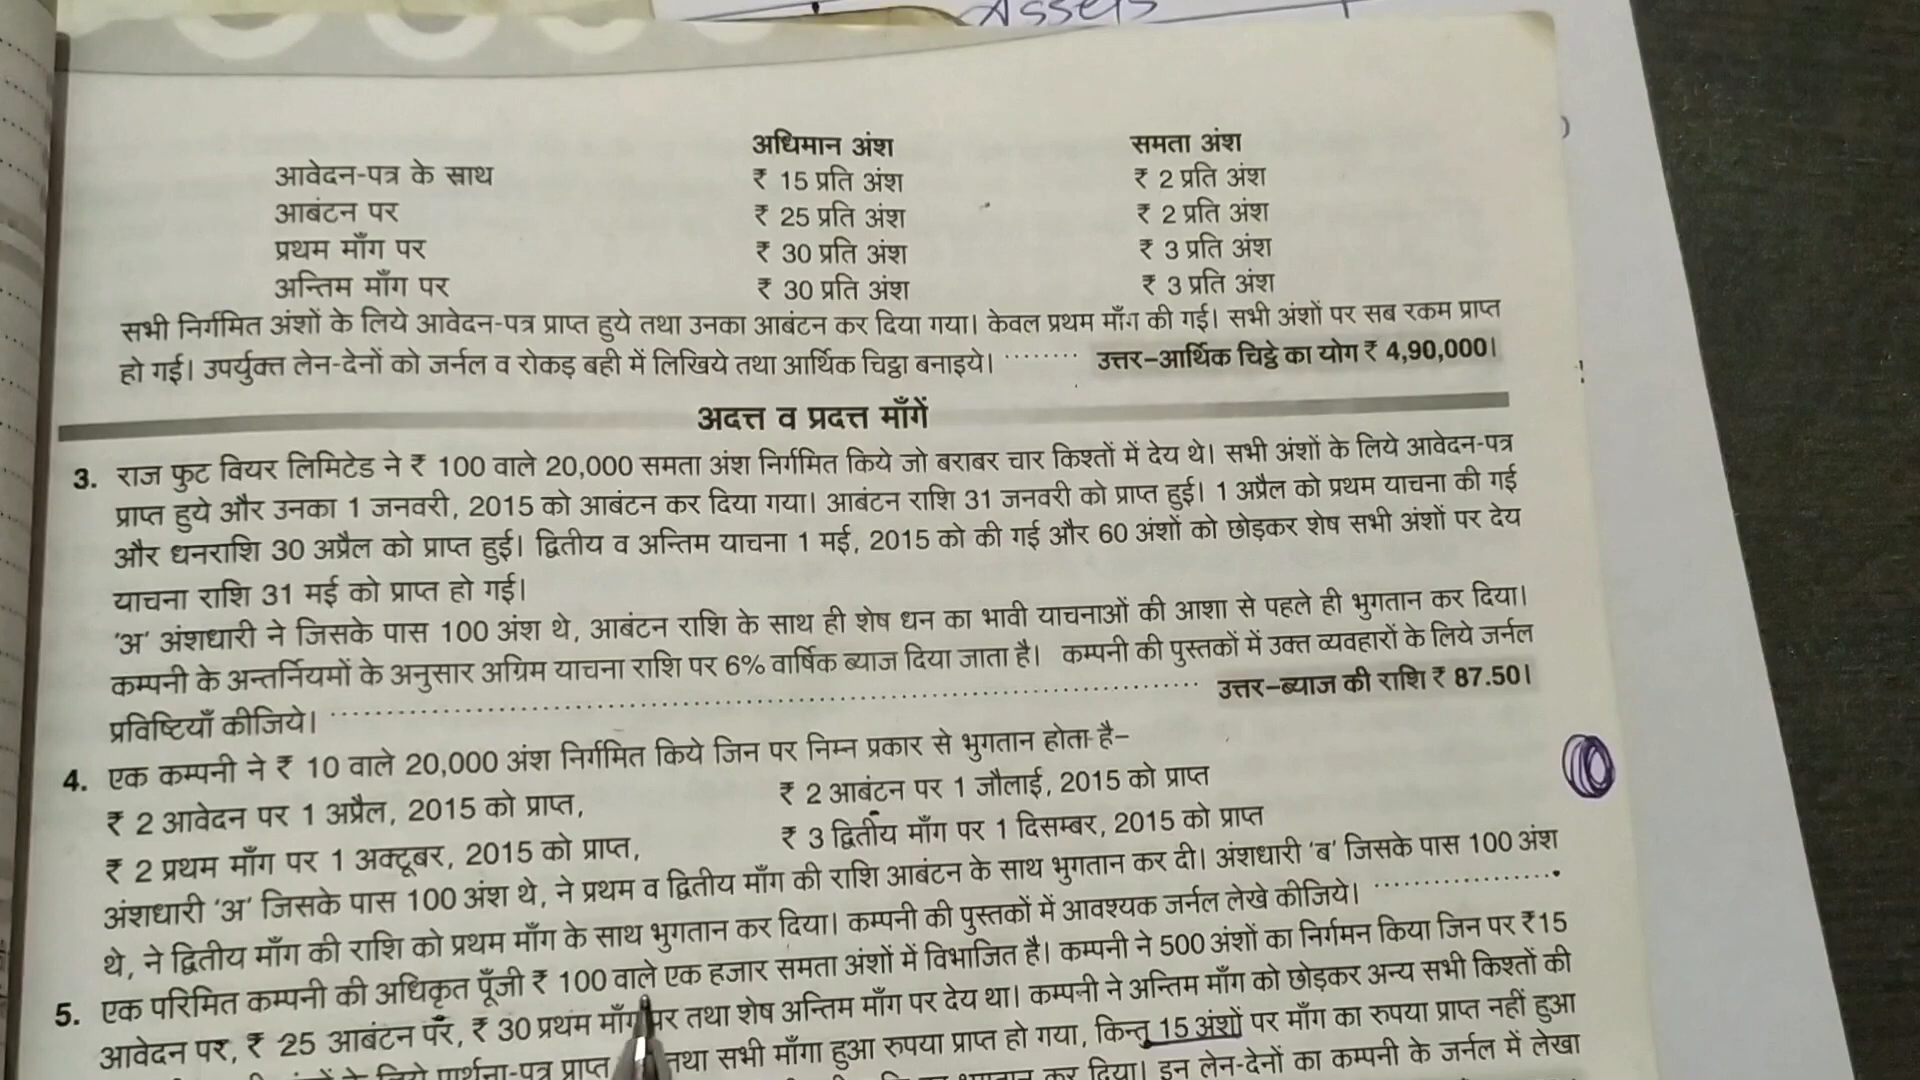 Assets
अधिमान अंश समता अंश
आवेदन-पत्र के साथ ₹ 15 प्रति अंश ₹ 2 प्रति अंश
आबंटन पर ₹ 25 प्रति अंश ₹ 2 प्रति अंश
प्रथम माँग पर ₹ 30 प्रति अंश ₹ 3 प्रति अंश
अन्तिम माँग पर ₹ 30 प्रति अंश ₹ 3 प्रति अंश
सभी निर्गमित अंशों के लिये आवेदन-पत्र प्राप्त हुये तथा उनका आबंटन कर दिया गया। केवल प्रथम माँग की गई। सभी अंशों पर सब रकम प्राप्त
हो गई। उपर्युक्त लेन-देनों को जर्नल व रोकड़ बही में लिखिये तथा आर्थिक चिट्ठा बनाइये। ........ उत्तर–आर्थिक चिट्ठे का योग ₹ 4,90,000।
अदत्त व प्रदत्त माँगें
3. राज फुट वियर लिमिटेड ने ₹ 100 वाले 20,000 समता अंश निर्गमित किये जो बराबर चार किश्तों में देय थे। सभी अंशों के लिये आवेदन-पत्र
प्राप्त हुये और उनका 1 जनवरी, 2015 को आबंटन कर दिया गया। आबंटन राशि 31 जनवरी को प्राप्त हुई। 1 अप्रैल को प्रथम याचना की गई
और धनराशि 30 अप्रैल को प्राप्त हुई। द्वितीय व अन्तिम याचना 1 मई, 2015 को की गई और 60 अंशों को छोड़कर शेष सभी अंशों पर देय
याचना राशि 31 मई को प्राप्त हो गई।
'अ' अंशधारी ने जिसके पास 100 अंश थे, आबंटन राशि के साथ ही शेष धन का भावी याचनाओं की आशा से पहले ही भुगतान कर दिया।
कम्पनी के अन्तर्नियमों के अनुसार अग्रिम याचना राशि पर 6% वार्षिक ब्याज दिया जाता है। कम्पनी की पुस्तकों में उक्त व्यवहारों के लिये जर्नल
प्रविष्टियाँ कीजिये। ........ उत्तर–ब्याज की राशि ₹ 87.50।
4. एक कम्पनी ने ₹ 10 वाले 20,000 अंश निर्गमित किये जिन पर निम्न प्रकार से भुगतान होता है–
₹ 2 आवेदन पर 1 अप्रैल, 2015 को प्राप्त, ₹ 2 आबंटन पर 1 जौलाई, 2015 को प्राप्त
₹ 2 प्रथम माँग पर 1 अक्टूबर, 2015 को प्राप्त, ₹ 3 द्वितीय माँग पर 1 दिसम्बर, 2015 को प्राप्त
अंशधारी 'अ' जिसके पास 100 अंश थे, ने प्रथम व द्वितीय माँग की राशि आबंटन के साथ भुगतान कर दी। अंशधारी 'ब' जिसके पास 100 अंश
थे, ने द्वितीय माँग की राशि को प्रथम माँग के साथ भुगतान कर दिया। कम्पनी की पुस्तकों में आवश्यक जर्नल लेखे कीजिये। ........
5. एक परिमित कम्पनी की अधिकृत पूँजी ₹ 100 वाले एक हजार समता अंशों में विभाजित है। कम्पनी ने 500 अंशों का निर्गमन किया जिन पर ₹15
आवेदन पर, ₹ 25 आबंटन पर, ₹ 30 प्रथम माँग पर तथा शेष अन्तिम माँग पर देय था। कम्पनी ने अन्तिम माँग को छोड़कर अन्य सभी किश्तों की
के लिये प्रार्थना-पत्र प्राप्त तथा सभी माँगा हुआ रुपया प्राप्त हो गया, किन्तु 15 अंशों पर माँग का रुपया प्राप्त नहीं हुआ
कर दिया। इन लेन-देनों का कम्पनी के जर्नल में लेखा